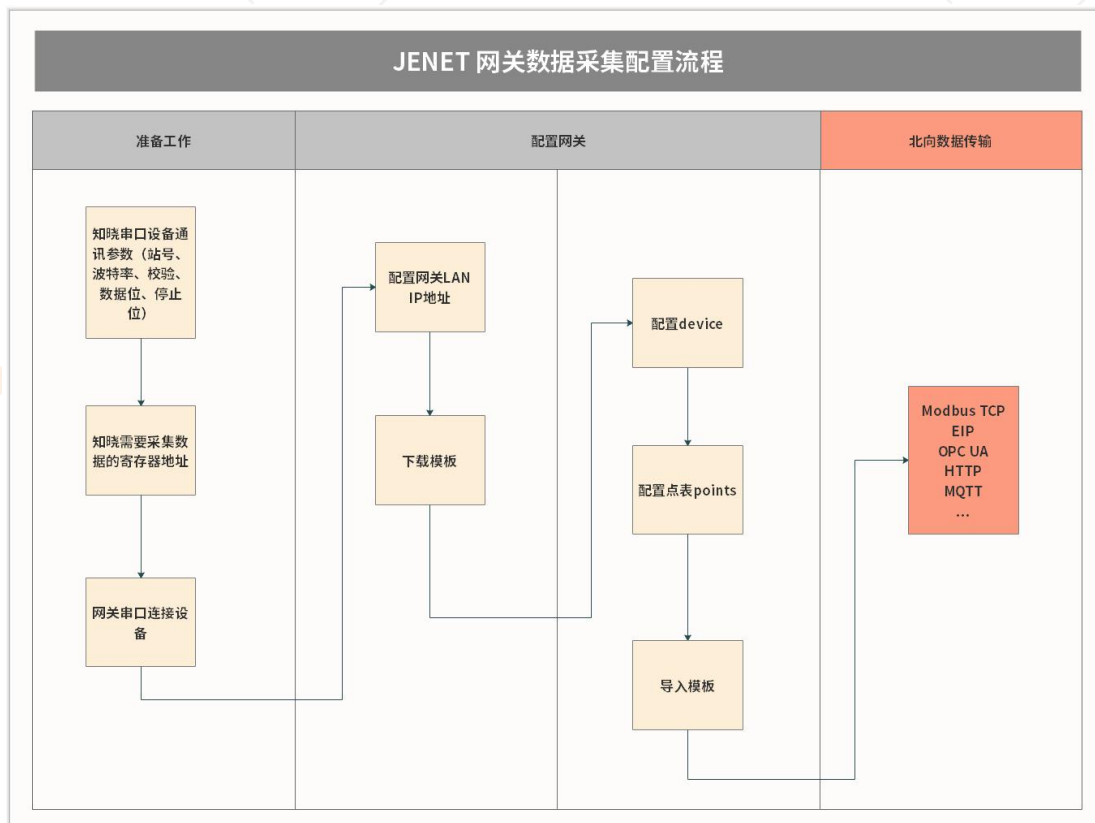 JENET 网关数据采集配置流程
准备工作
配置网关
北向数据传输
知晓串口设备通
讯参数（站号、
波特率、校验、
数据位、停止
位）
知晓需要采集数
据的寄存器地址
网关串口连接设
备
配置网关LAN
IP地址
下载模板
配置device
配置点表points
导入模板
Modbus TCP
EIP
OPC UA
HTTP
MQTT
...